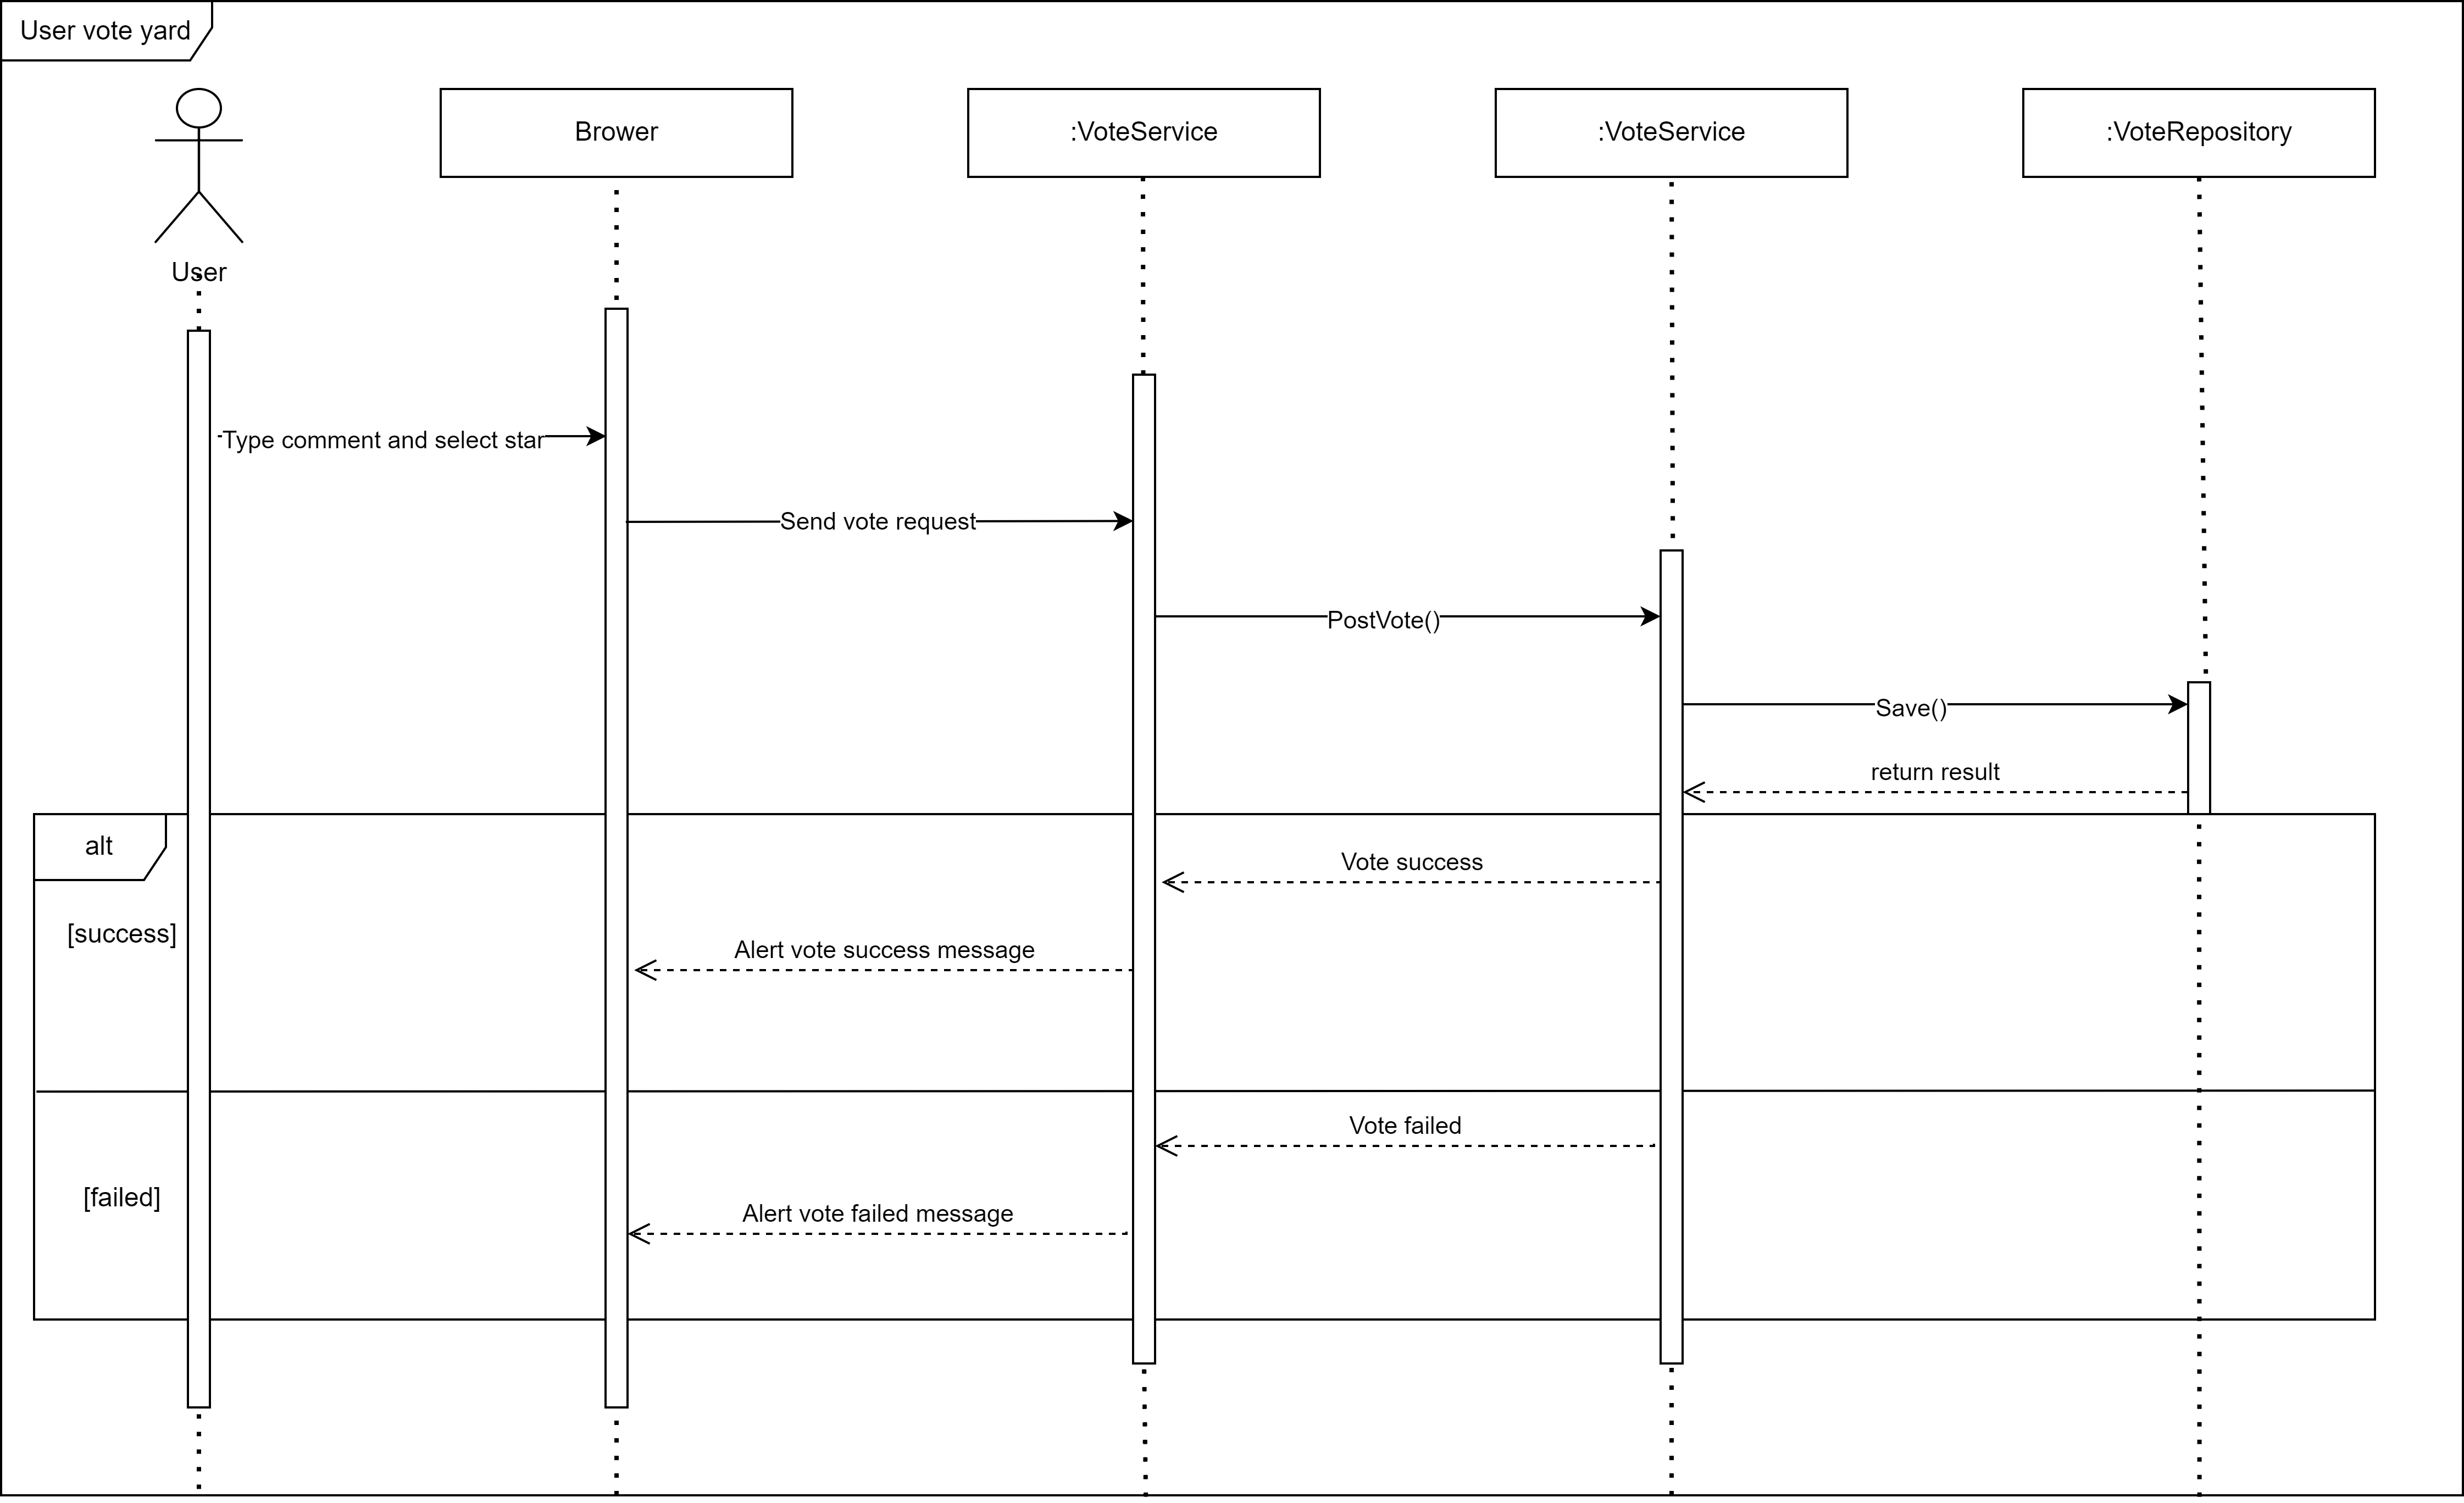 User vote yard
Brower
:VoteService
:VoteService
:VoteRepository
User
Type comment and select star
Send vote request
PostVote()
Save()
return result
alt
Vote success
[success]
Alert vote success message
Vote failed
[failed]
Alert vote failed message